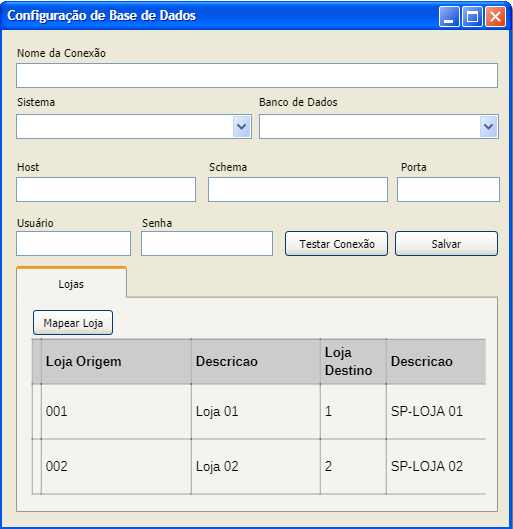 Configuração de Base de Dados
Nome da Conexão
Sistema Banco de Dados
Host Schema Porta
Usuário Senha
Testar Conexão Salvar
Lojas
Mapear Loja
Loja Origem Descricao Loja Destino Descricao
001 Loja 01 1 SP-LOJA 01
002 Loja 02 2 SP-LOJA 02